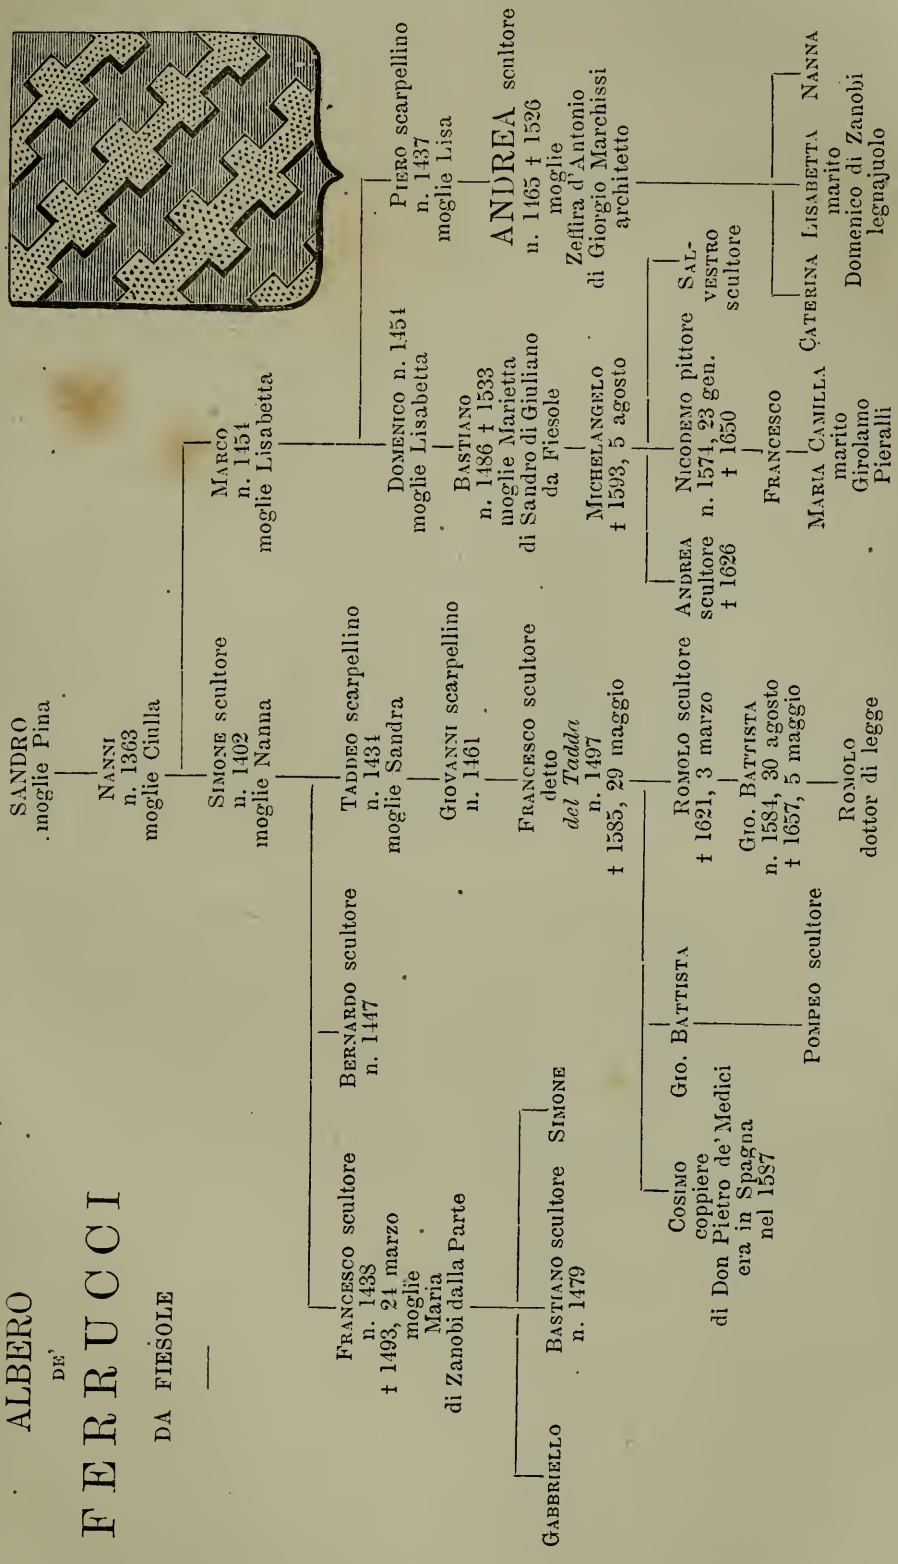 ALBERO
DE'
FERRUCCI
DA FIESOLE
SANDRO
moglie Pina
NANNI
n. 1363
moglie Ciulla
SIMONE scultore
n. 1402
moglie Nanna
MARCO
n. 1454
moglie Lisabetta
FRANCESCO scultore
n. 1438
† 1493, 24 marzo
moglie
Maria
di Zanobi dalla Parte
BERNARDO scultore
n. 1447
TADDEO scarpellino
n. 1434
moglie Sandra
DOMENICO n. 1454
moglie Lisabetta
PIERO scarpellino
n. 1437
moglie Lisa
GIOVANNI scarpellino
n. 1461
BASTIANO
n. 1486 † 1533
moglie Marietta
di Sandro di Giuliano
da Fiesole
ANDREA scultore
n. 1465 † 1526
moglie
Zeffira d'Antonio
di Giorgio Marchissi
architetto
GABBRIELLO
BASTIANO scultore
n. 1479
SIMONE
FRANCESCO scultore
detto
del Tadda
n. 1497
† 1585, 29 maggio
MICHELANGELO
† 1593, 5 agosto
COSIMO
coppiere
di Don Pietro de' Medici
era in Spagna
nel 1587
GIO. BATTISTA
ROMOLO scultore
† 1621, 3 marzo
ANDREA
scultore
† 1626
NICODEMO pittore
n. 1574, 23 gen.
† 1650
SAL-
VESTRO
scultore
GIO. BATTISTA
n. 1584, 30 agosto
† 1657, 5 maggio
FRANCESCO
POMPEO scultore
ROMOLO
dottor di legge
MARIA CAMILLA
marito
Girolamo
Pieralli
CATERINA
LISABETTA
marito
Domenico di Zanobi
legnajuolo
NANNA